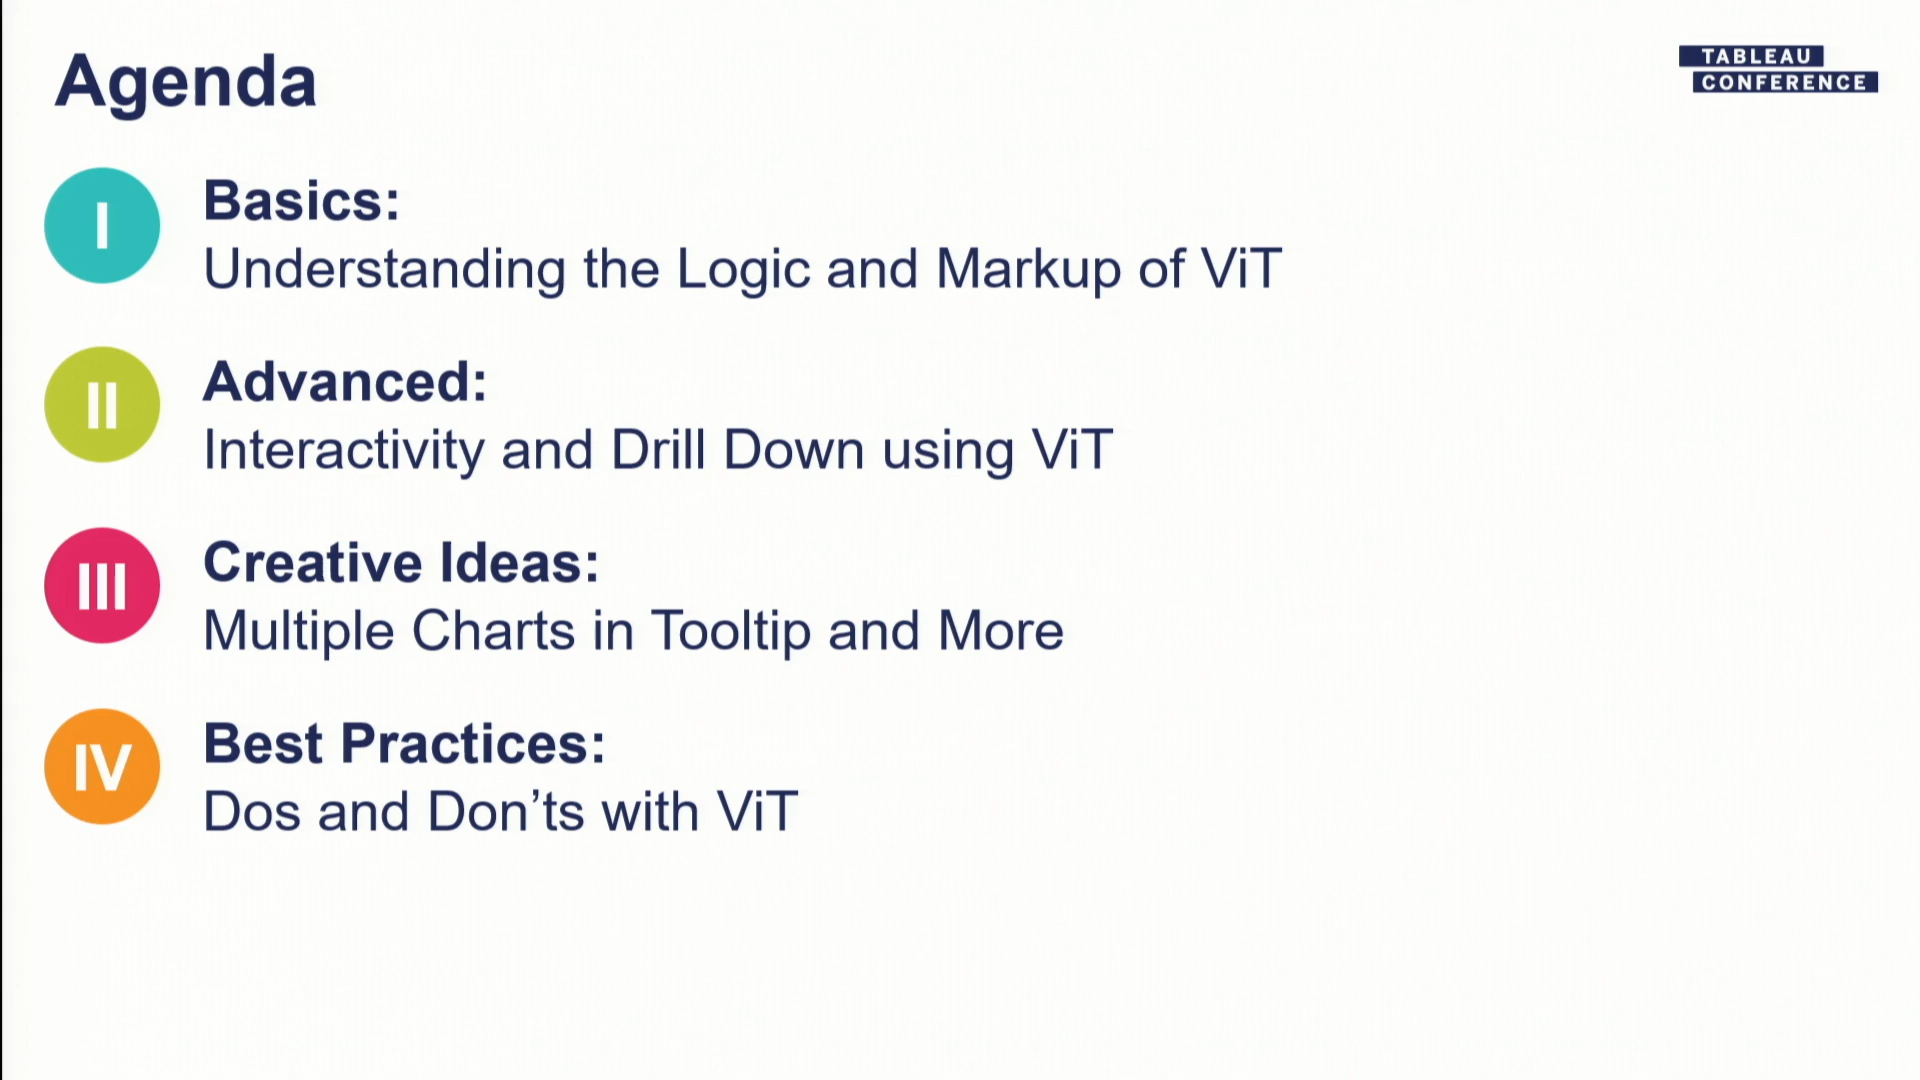 Agenda
TABLEAU
CONFERENCE
I
Basics:
Understanding the Logic and Markup of ViT
II
Advanced:
Interactivity and Drill Down using ViT
III
Creative Ideas:
Multiple Charts in Tooltip and More
IV
Best Practices:
Dos and Don’ts with ViT